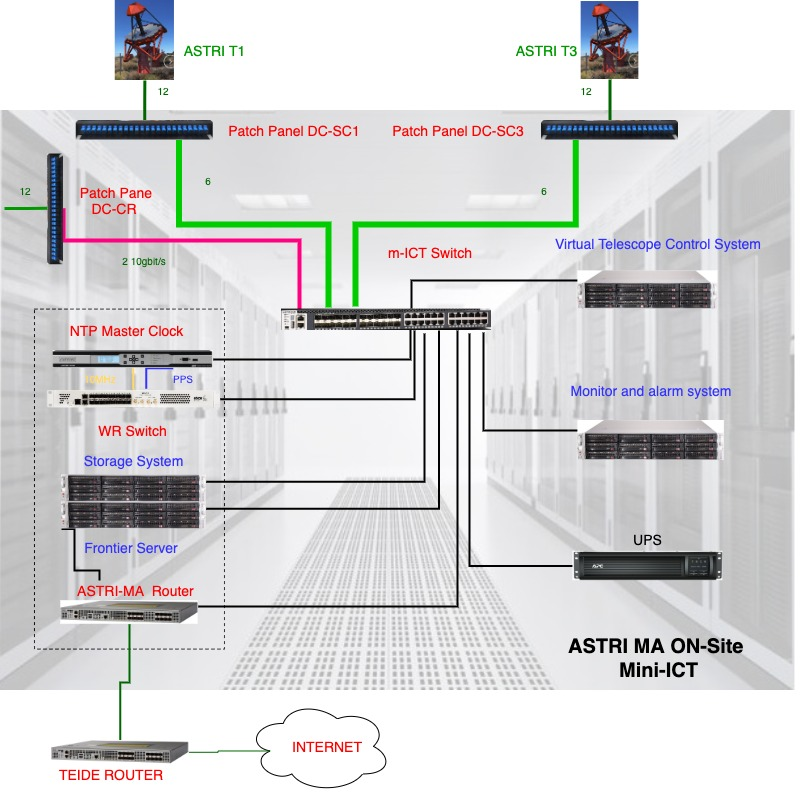 ASTRI T1
ASTRI T3
12
12
Patch Panel DC-SC1
Patch Panel DC-SC3
6
6
12
Patch Pane
DC-CR
2 10gbit/s
m-ICT Switch
Virtual Telescope Control System
NTP Master Clock
10MHz
PPS
WR Switch
Monitor and alarm system
Storage System
Frontier Server
UPS
APC
ASTRI-MA Router
ASTRI MA ON-Site
Mini-ICT
INTERNET
TEIDE ROUTER